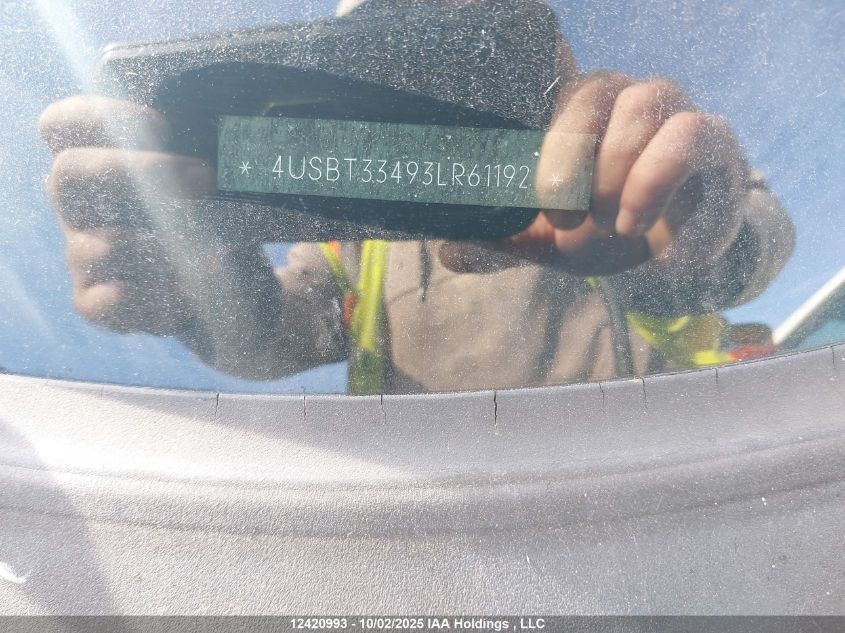 * 4USBT33493LR61192 *
12420993 - 10/02/2025 IAA Holdings , LLC